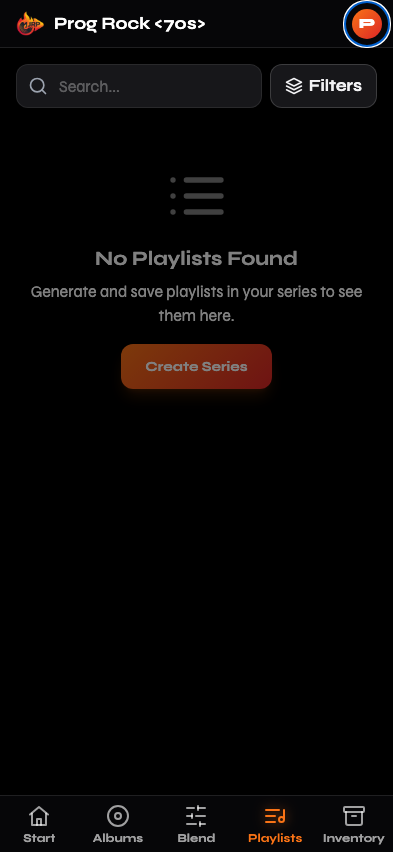 Prog Rock <70s>
P
Search...
Filters
No Playlists Found
Generate and save playlists in your series to see
them here.
Create Series
Start
Albums
Blend
Playlists
Inventory